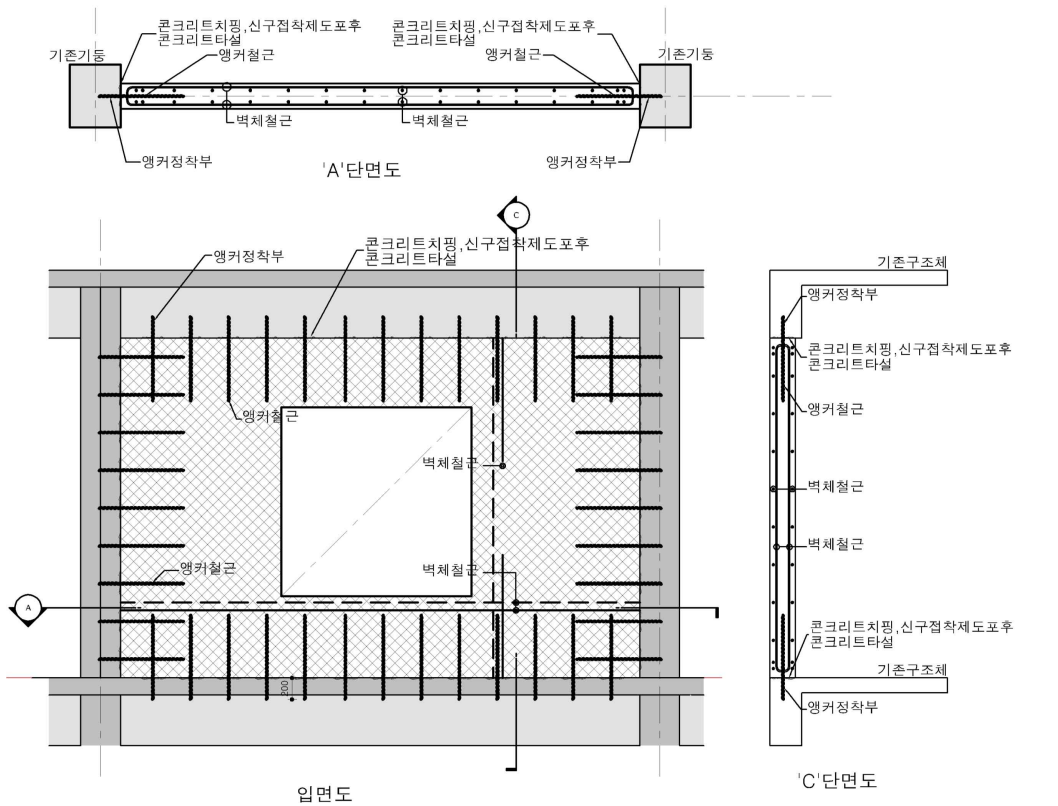 콘크리트치핑,신구접착제도포후
콘크리트타설
콘크리트치핑,신구접착제도포후
콘크리트타설
기존기둥
앵커철근
앵커철근
기존기둥
벽체철근
벽체철근
앵커정착부
앵커정착부
'A'단면도
C
콘크리트치핑,신구접착제도포후
콘크리트타설
앵커정착부
앵커철근
벽체철근
벽체철근
앵커철근
A
200
입면도
기존구조체
앵커정착부
콘크리트치핑,신구접착제도포후
콘크리트타설
앵커철근
벽체철근
벽체철근
콘크리트치핑,신구접착제도포후
콘크리트타설
기존구조체
앵커정착부
'C'단면도